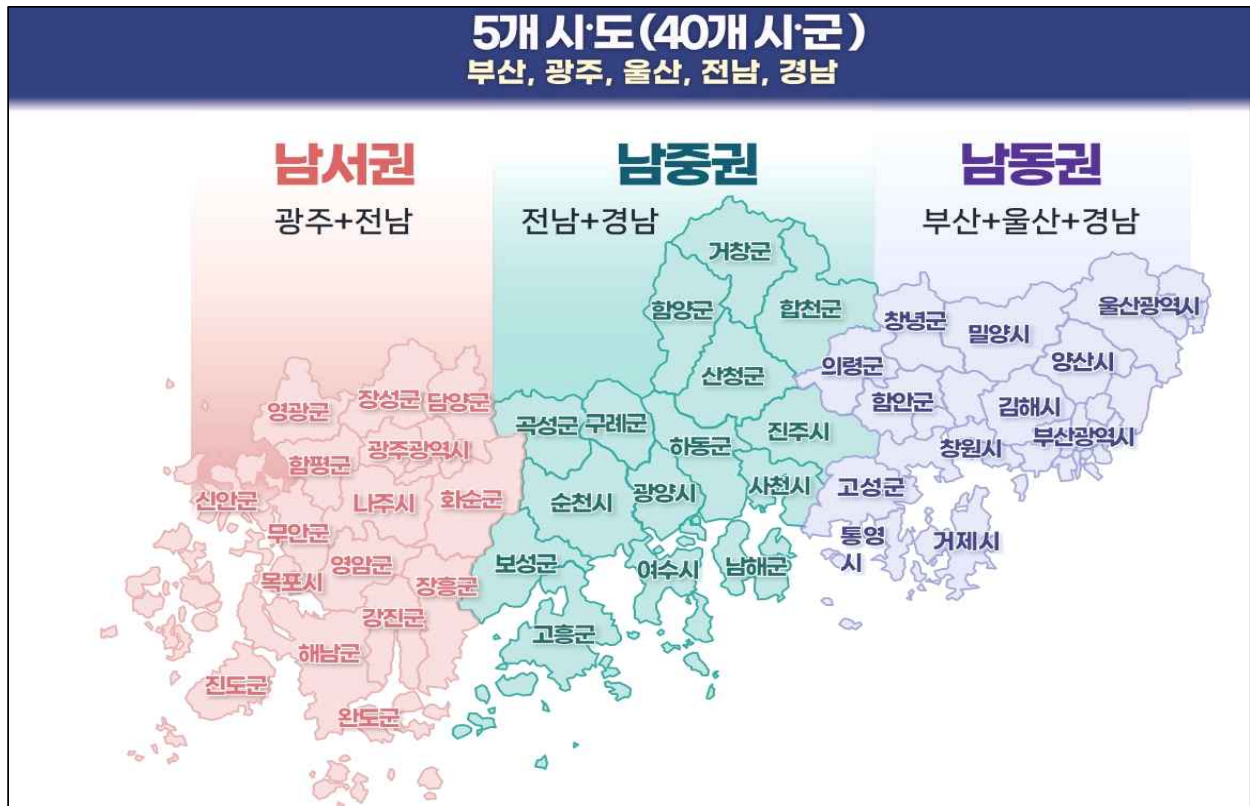 5개 시·도(40개 시·군)
부산, 광주, 울산, 전남, 경남
남서권
광주+전남
남중권
전남+경남
남동권
부산+울산+경남
영광군
장성군
담양군
함평군
광주광역시
신안군
나주시
화순군
무안군
목포시
영암군
장흥군
강진군
해남군
진도군
완도군
거창군
함양군
합천군
산청군
곡성군
구례군
하동군
진주시
순천시
광양시
사천시
보성군
여수시
남해군
고흥군
창녕군
밀양시
울산광역시
의령군
양산시
함안군
김해시
창원시
부산광역시
고성군
통영
시
거제시